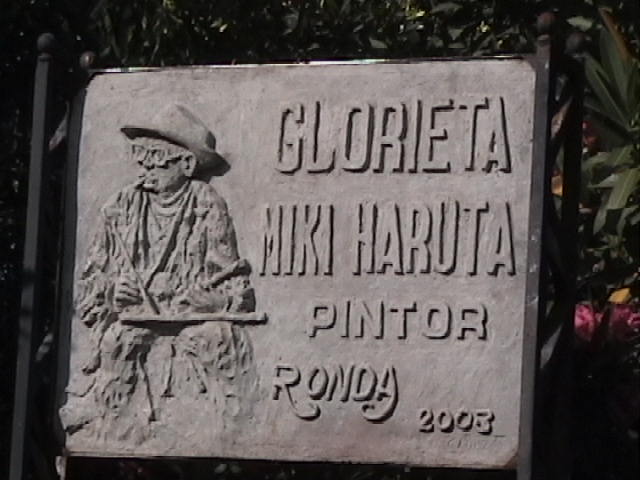 GLORIETA
MIKI HARUTA
PINTOR
RONDA
2003